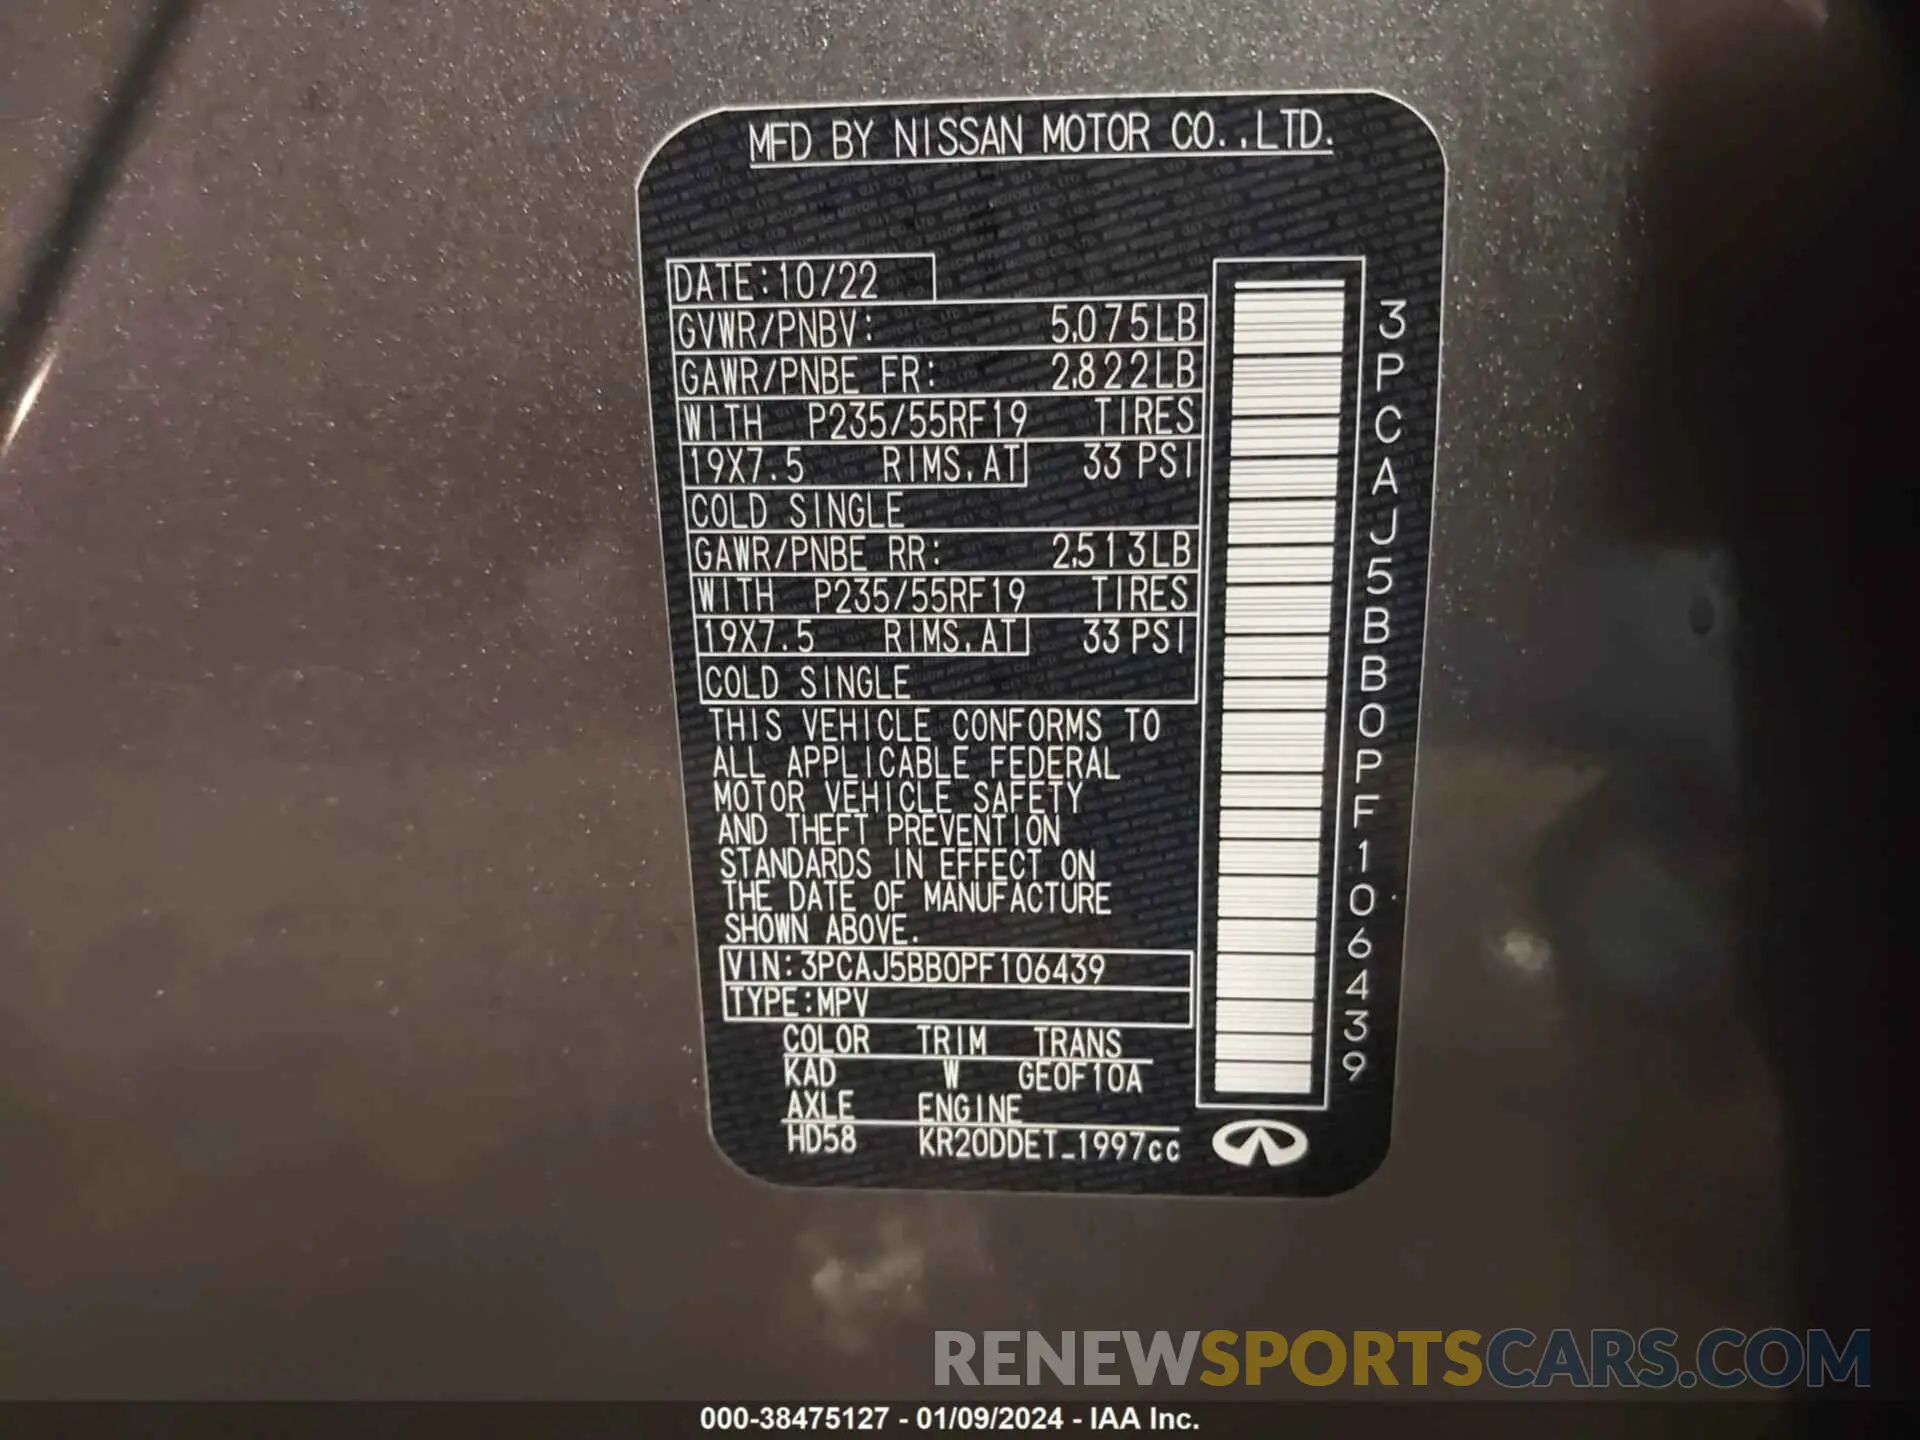 MFD BY NISSAN MOTOR CO.,LTD.
DATE:10/22
GVWR/PNBV: 5,075LB
GAWR/PNBE FR: 2,822LB
WITH P235/55RF19 TIRES
19X7.5 RIMS,AT 33 PSI
COLD SINGLE
GAWR/PNBE RR: 2,513LB
WITH P235/55RF19 TIRES
19X7.5 RIMS,AT 33 PSI
COLD SINGLE
THIS VEHICLE CONFORMS TO
ALL APPLICABLE FEDERAL
MOTOR VEHICLE SAFETY
AND THEFT PREVENTION
STANDARDS IN EFFECT ON
THE DATE OF MANUFACTURE
SHOWN ABOVE.
VIN:3PCAJ5BB0PF106439
TYPE:MPV
COLOR TRIM TRANS
KAD W GE0F10A
AXLE ENGINE
HD58 KR20DDET_1997cc
3PCAJ5BB0PF106439
RENEWSPORTSCARS.COM
000-38475127 - 01/09/2024 - IAA Inc.